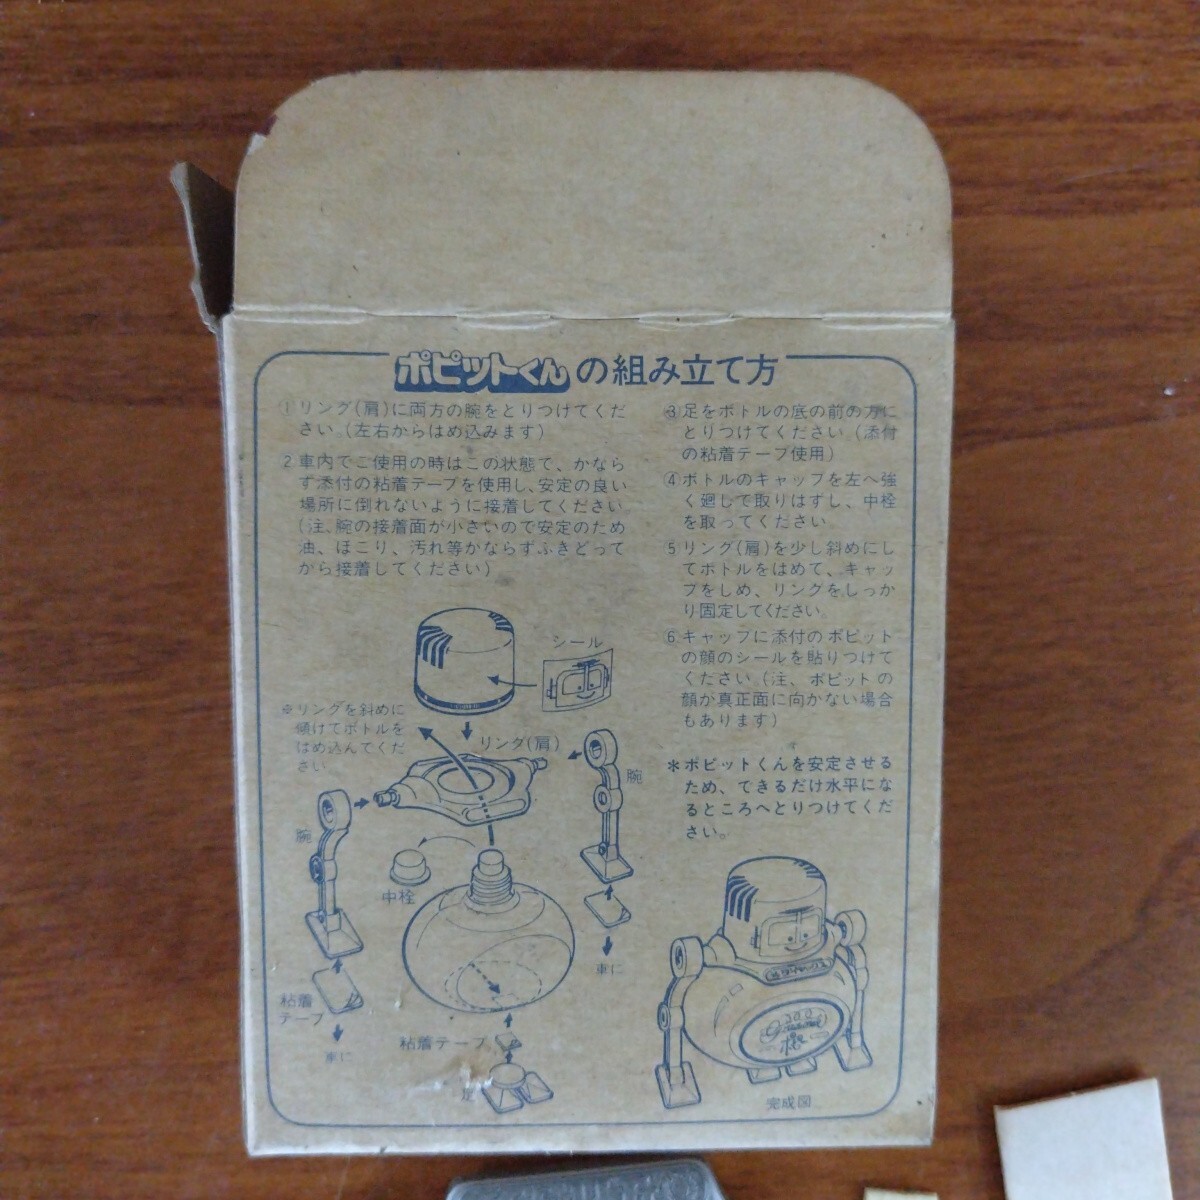 ポピットくんの組み立て方
①リング(肩)に両方の腕をとりつけてくだ
さい。(左右からはめ込みます)
2 車内でご使用の時はこの状態で、かなら
ず添付の粘着テープを使用し、安定の良い
場所に倒れないように接着してください
(注、腕の接着面が小さいので安定のため
油、ほこり、汚れ等かならずふきとって
から接着してください)
③足をボトルの底の前の方に
とりつけてください(添付
の粘着テープ使用)
④ボトルのキャップを左へ強
く廻して取りはずし、中栓
を取ってください
⑤リング(肩)を少し斜めにし
てボトルをはめて、キャッ
プをしめ、リングをしっか
り固定してください
⑥キャップに添付のポピット
の顔のシールを貼りつけて
ください(注、ポピットの
顔が真正面に向かない場合
もあります)
＊ポピットくんを安定させる
ため、できるだけ水平にな
るところへとりつけてくだ
さい。
シール
※リングを斜めに
傾けてボトルを
はめ込んでくだ
さい
リング(肩)
腕
腕
中栓
車に
粘着
テープ
車に
粘着テープ
足
完成図